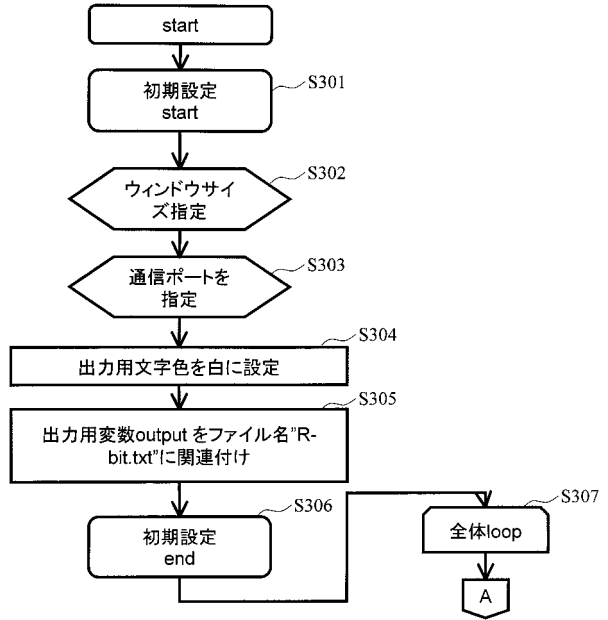 start
初期設定
start
S301
ウィンドウサイ
ズ指定
S302
通信ポートを
指定
S303
出力用文字色を白に設定
S304
出力用変数output をファイル名”R-
bit.txt”に関連付け
S305
初期設定
end
S306
全体loop
S307
A